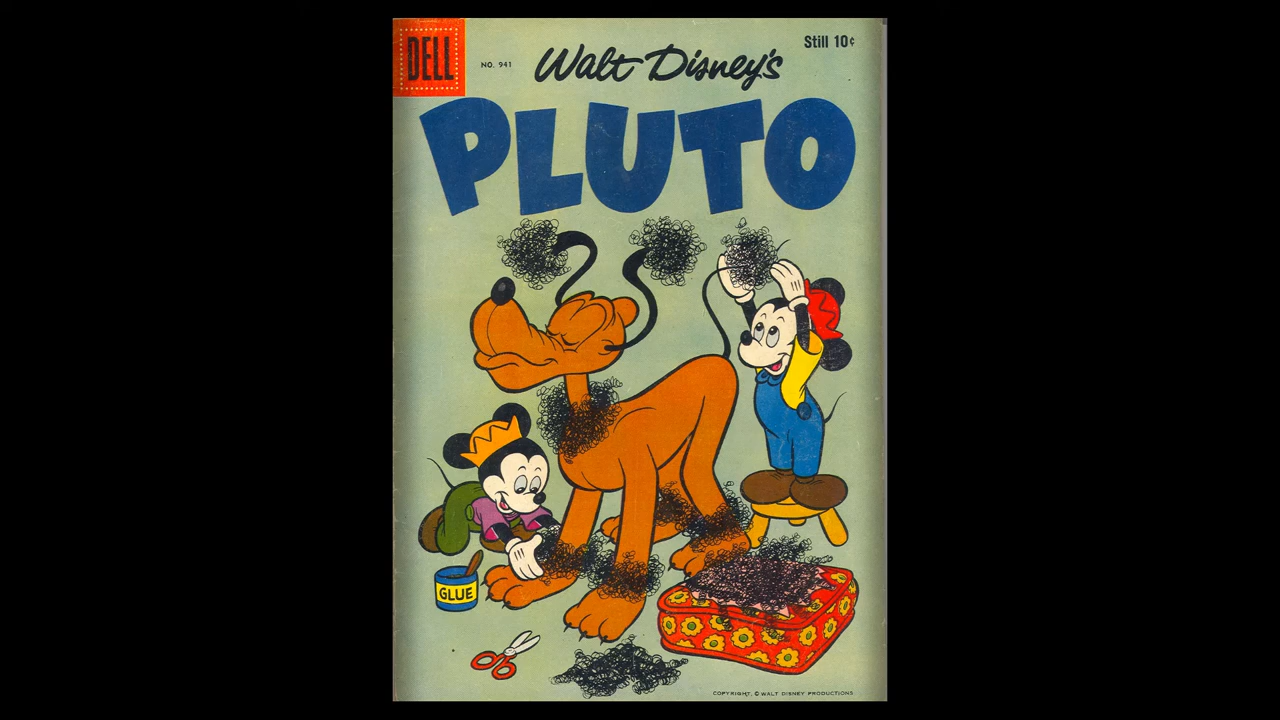 DELL
NO. 941
Walt Disney's
Still 10¢
PLUTO
GLUE
COPYRIGHT, © WALT DISNEY PRODUCTIONS